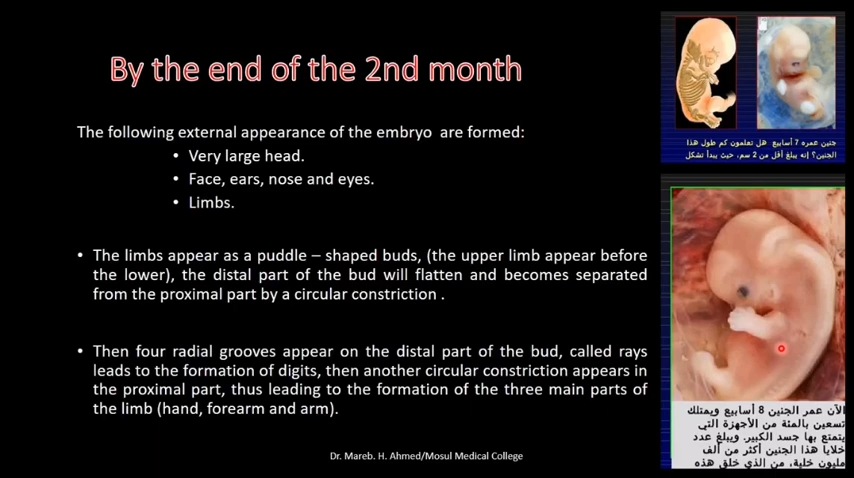 By the end of the 2nd month
The following external appearance of the embryo are formed:
• Very large head.
• Face, ears, nose and eyes.
• Limbs.
• The limbs appear as a puddle – shaped buds, (the upper limb appear before
the lower), the distal part of the bud will flatten and becomes separated
from the proximal part by a circular constriction .
• Then four radial grooves appear on the distal part of the bud, called rays
leads to the formation of digits, then another circular constriction appears in
the proximal part, thus leading to the formation of the three main parts of
the limb (hand, forearm and arm).
Dr. Mareb. H. Ahmed/Mosul Medical College
جنين عمره 7 أسابيع هل تعلمون كم طول هذا
الجنين؟ إنه يبلغ أقل من 2 سم، حيث يبدأ تشكل
الآن عمر الجنين 8 أسابيع ويمتلك
تسعين بالمئة من الأجهزة التي
يتمتع بها جسد الكبير. ويبلغ عدد
خلايا هذا الجنين أكثر من ألف
مليون خلية، من الذي خلق هذه